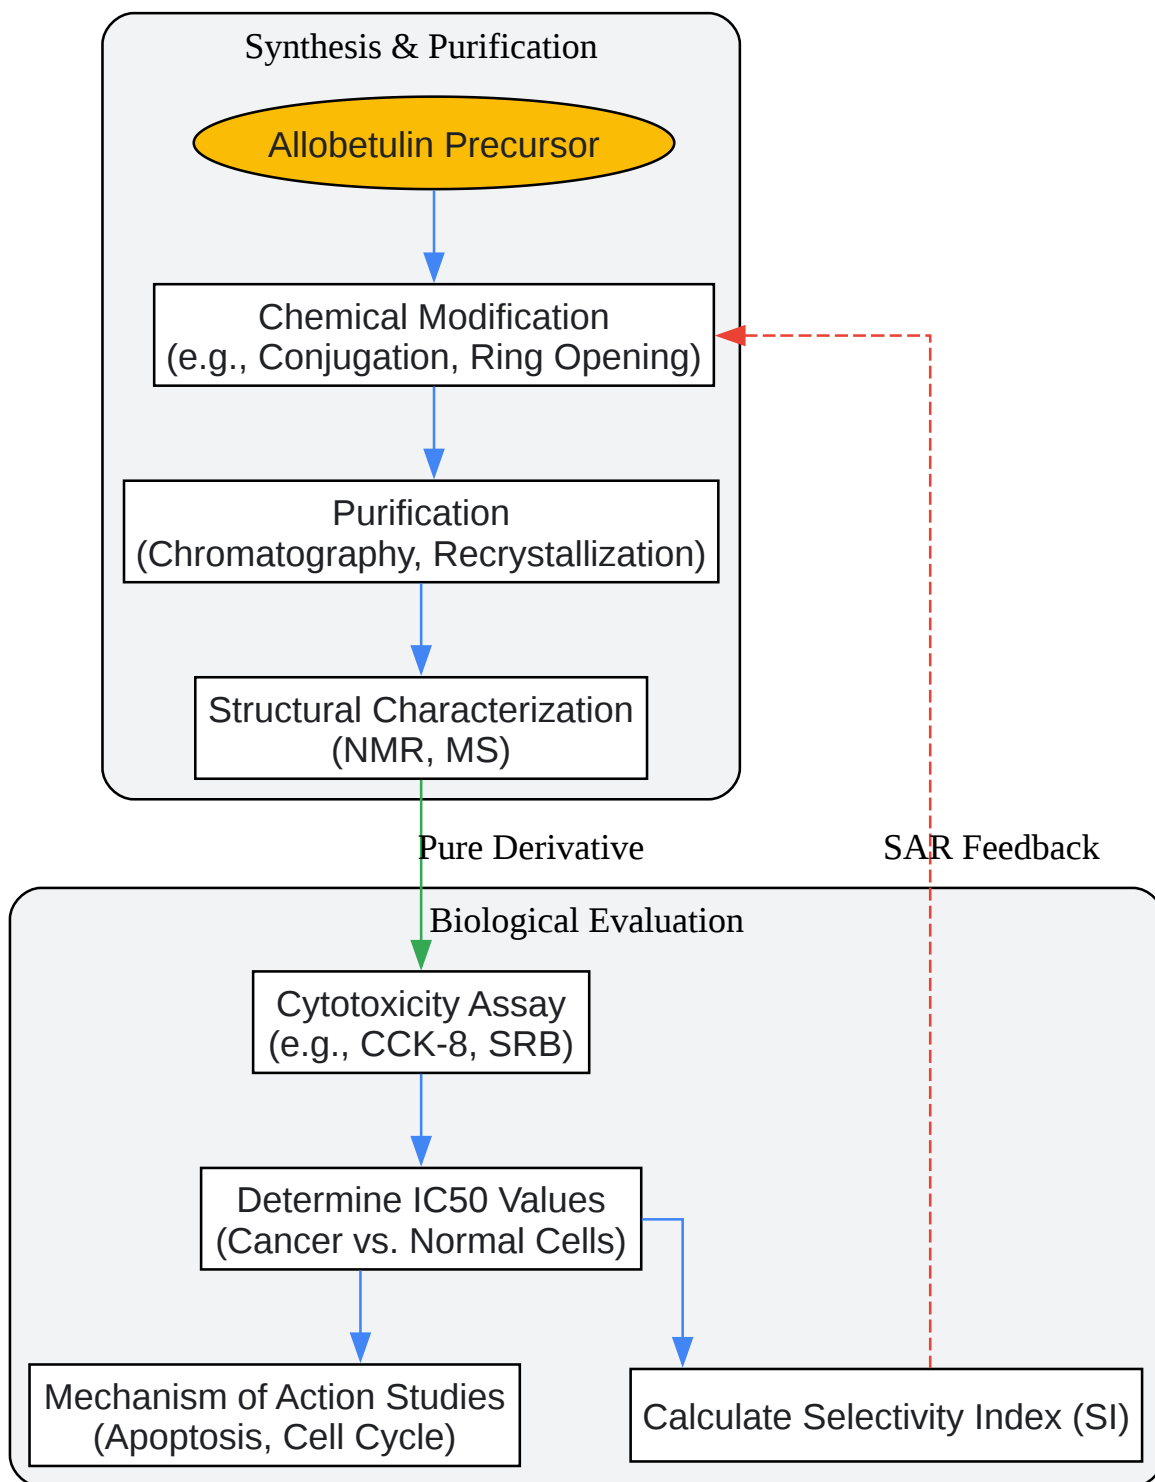 Synthesis & Purification
Allobetulin Precursor
Chemical Modification
(e.g., Conjugation, Ring Opening)
Purification
(Chromatography, Recrystallization)
Structural Characterization
(NMR, MS)
Pure Derivative
SAR Feedback
Biological Evaluation
Cytotoxicity Assay
(e.g., CCK-8, SRB)
Determine IC50 Values
(Cancer vs. Normal Cells)
Mechanism of Action Studies
(Apoptosis, Cell Cycle)
Calculate Selectivity Index (SI)